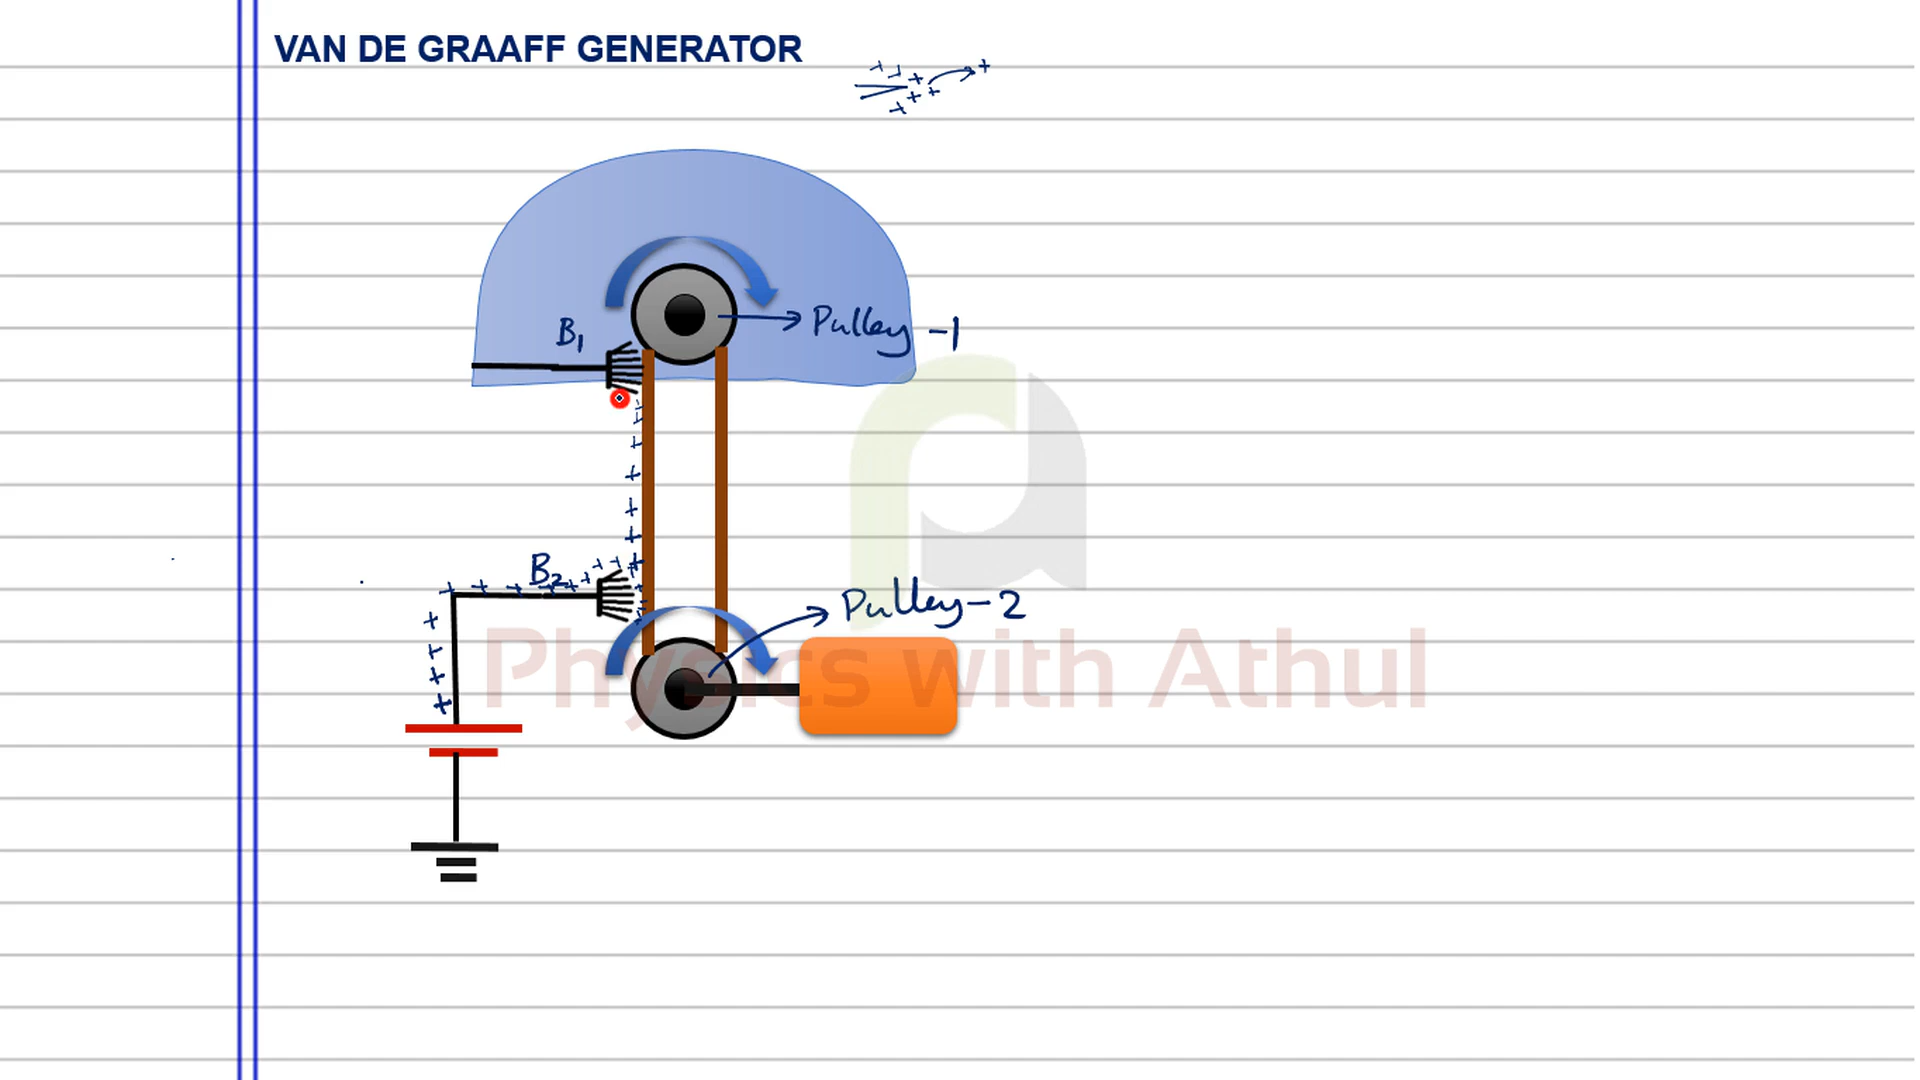 VAN DE GRAAFF GENERATOR
B1
Pulley -1
B2
Pulley-2
Physics with Athul